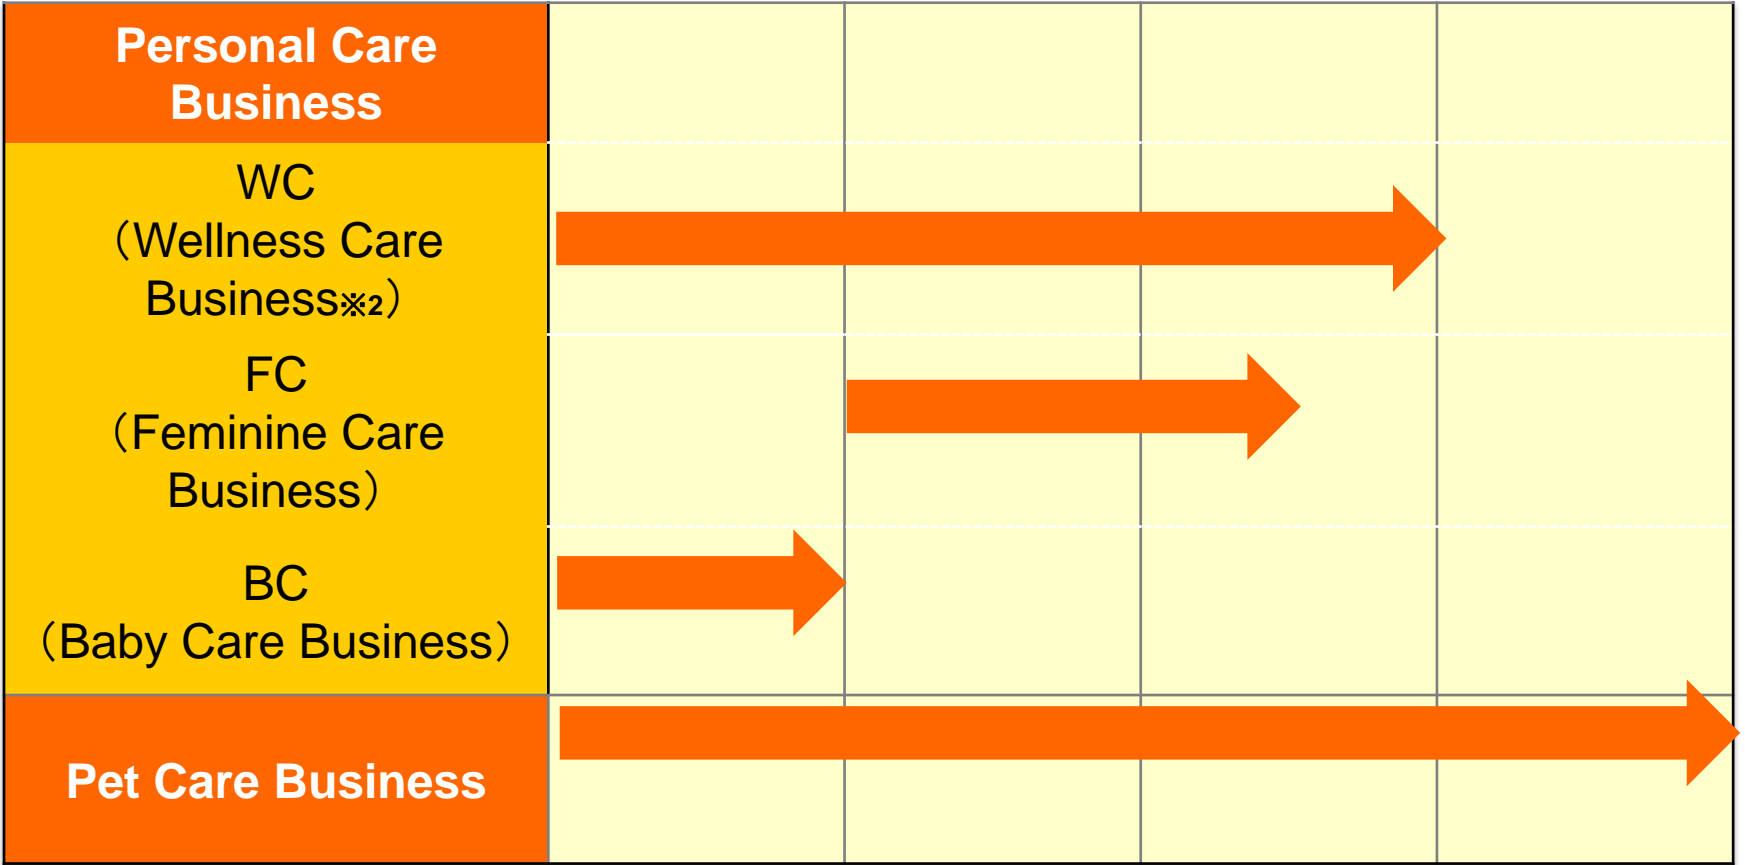 Personal Care
Business
WC
（Wellness Care
Business※2）
FC
（Feminine Care
Business）
BC
（Baby Care Business）
Pet Care Business